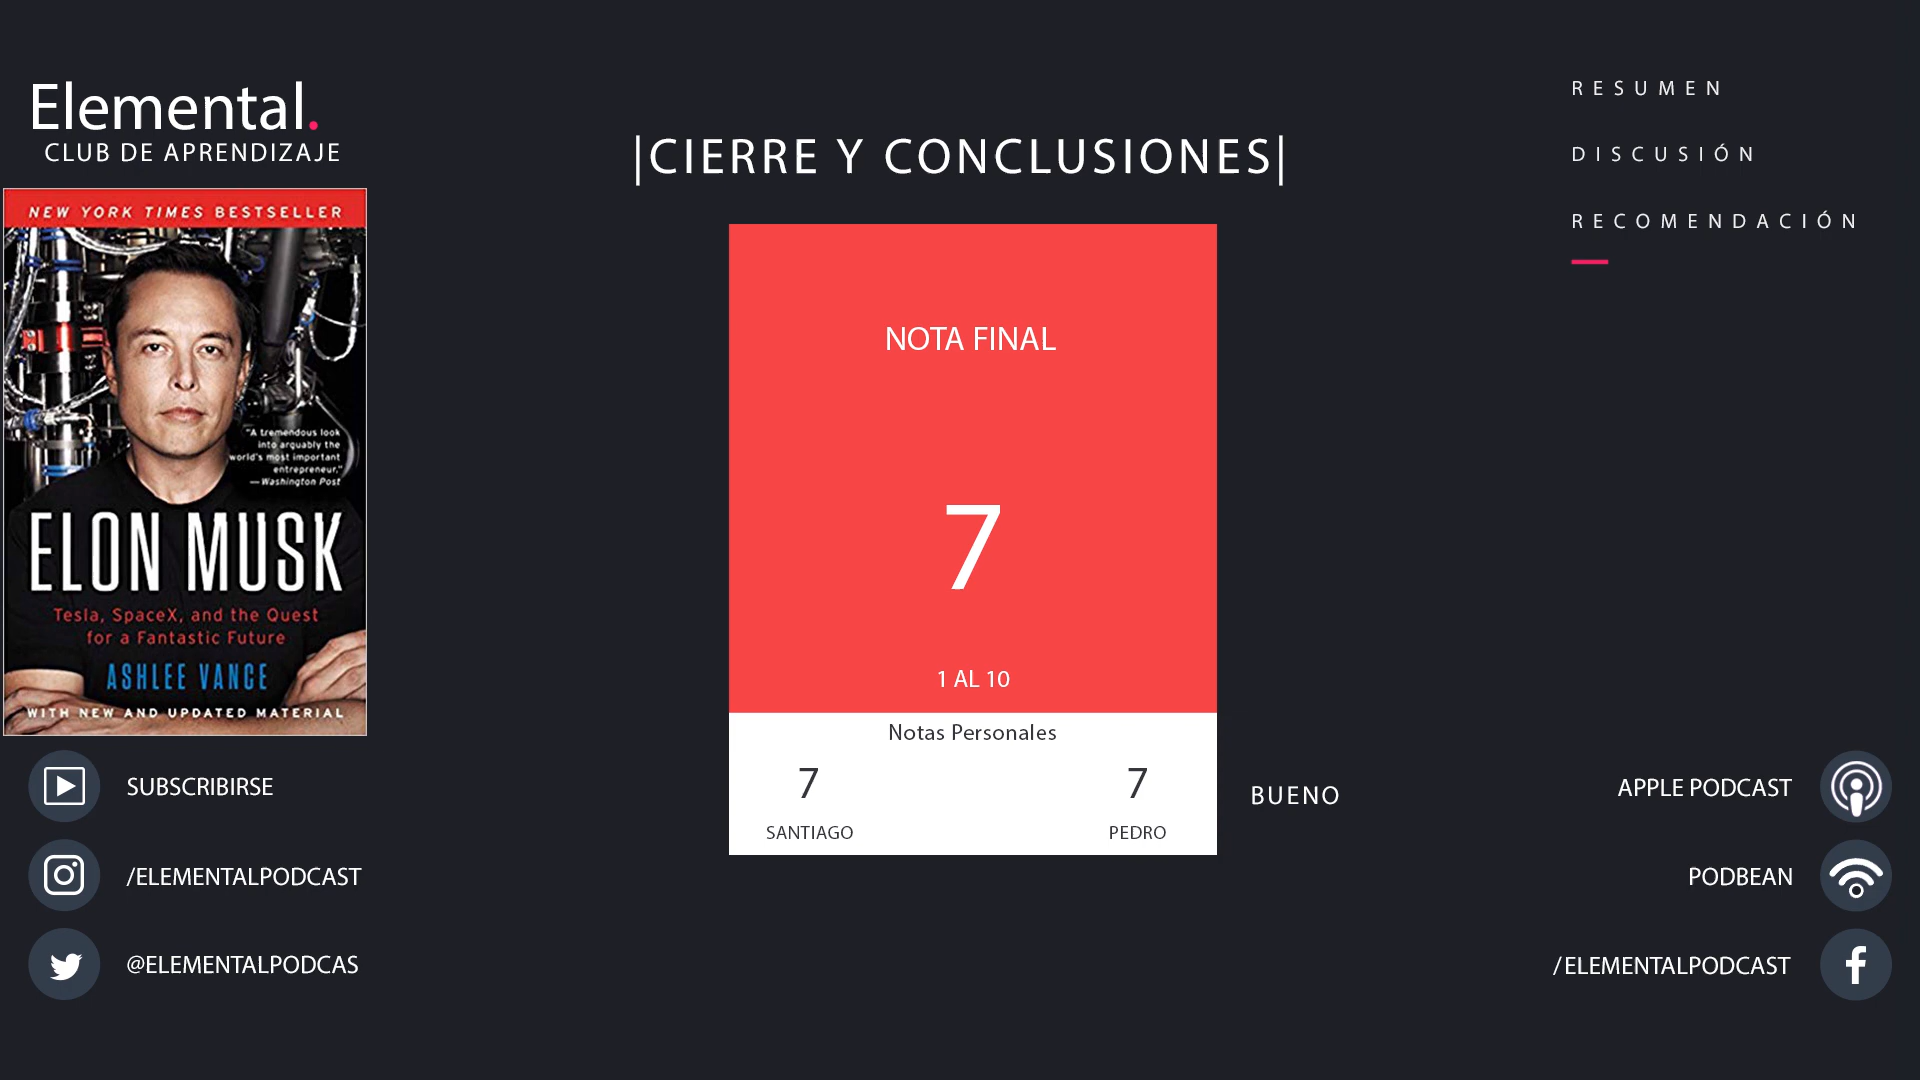 Elemental.
CLUB DE APRENDIZAJE
NEW YORK TIMES BESTSELLER
"A tremendous look
into arguably the
world's most important
entrepreneur."
—Washington Post
ELON MUSK
Tesla, SpaceX, and the Quest
for a Fantastic Future
ASHLEE VANCE
WITH NEW AND UPDATED MATERIAL
SUBSCRIBIRSE
/ELEMENTALPODCAST
@ELEMENTALPODCAS
|CIERRE Y CONCLUSIONES|
NOTA FINAL
7
1 AL 10
Notas Personales
7 7
SANTIAGO PEDRO
BUENO
RESUMEN
DISCUSIÓN
RECOMENDACIÓN
APPLE PODCAST
PODBEAN
/ELEMENTALPODCAST